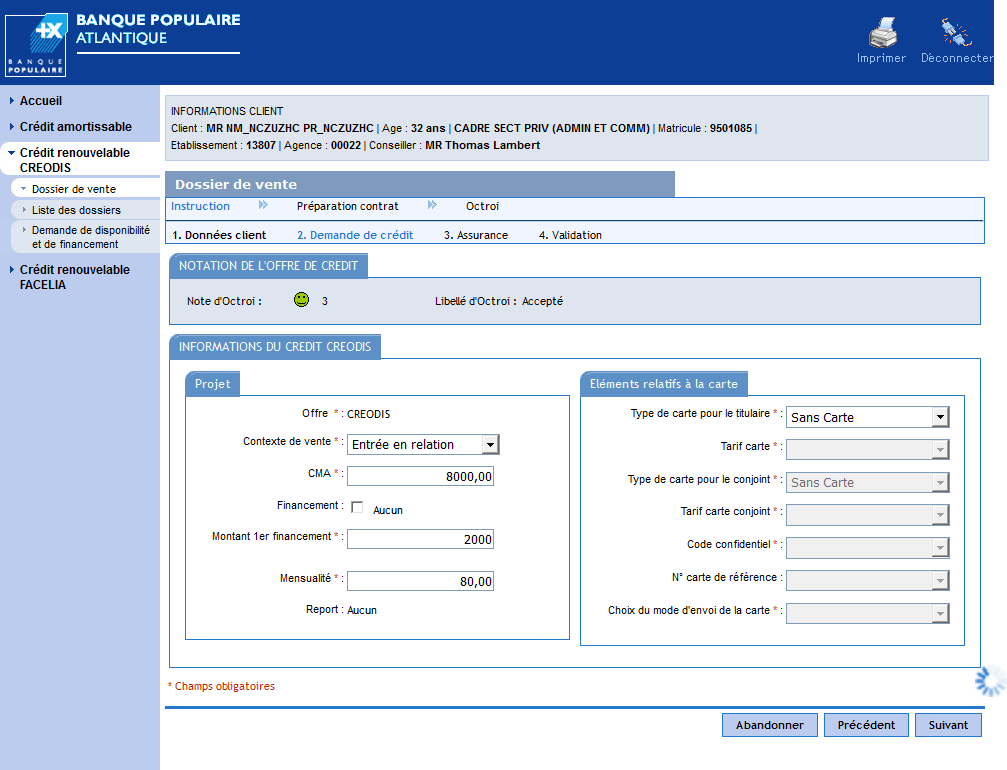 BANQUE POPULAIRE
ATLANTIQUE
BANQUE
POPULAIRE
Imprimer
Déconnecter
Accueil
Crédit amortissable
Crédit renouvelable
CREODIS
Dossier de vente
Liste des dossiers
Demande de disponibilité
et de financement
Crédit renouvelable
FACELIA
INFORMATIONS CLIENT
Client : MR NM_NCZUZHC PR_NCZUZHC | Age : 32 ans | CADRE SECT PRIV (ADMIN ET COMM) | Matricule : 9501085 |
Etablissement : 13807 | Agence : 00022 | Conseiller : MR Thomas Lambert
Dossier de vente
Instruction
Préparation contrat
Octroi
1. Données client
2. Demande de crédit
3. Assurance
4. Validation
NOTATION DE L'OFFRE DE CREDIT
Note d'Octroi : 3
Libellé d'Octroi : Accepté
INFORMATIONS DU CREDIT CREODIS
Projet
Offre * : CREODIS
Contexte de vente * : Entrée en relation
CMA * : 8000,00
Financement : Aucun
Montant 1er financement * : 2000
Mensualité * : 80,00
Report : Aucun
Eléments relatifs à la carte
Type de carte pour le titulaire * : Sans Carte
Tarif carte * :
Type de carte pour le conjoint * : Sans Carte
Tarif carte conjoint * :
Code confidentiel * :
N° carte de référence :
Choix du mode d'envoi de la carte * :
* Champs obligatoires
Abandonner
Précédent
Suivant